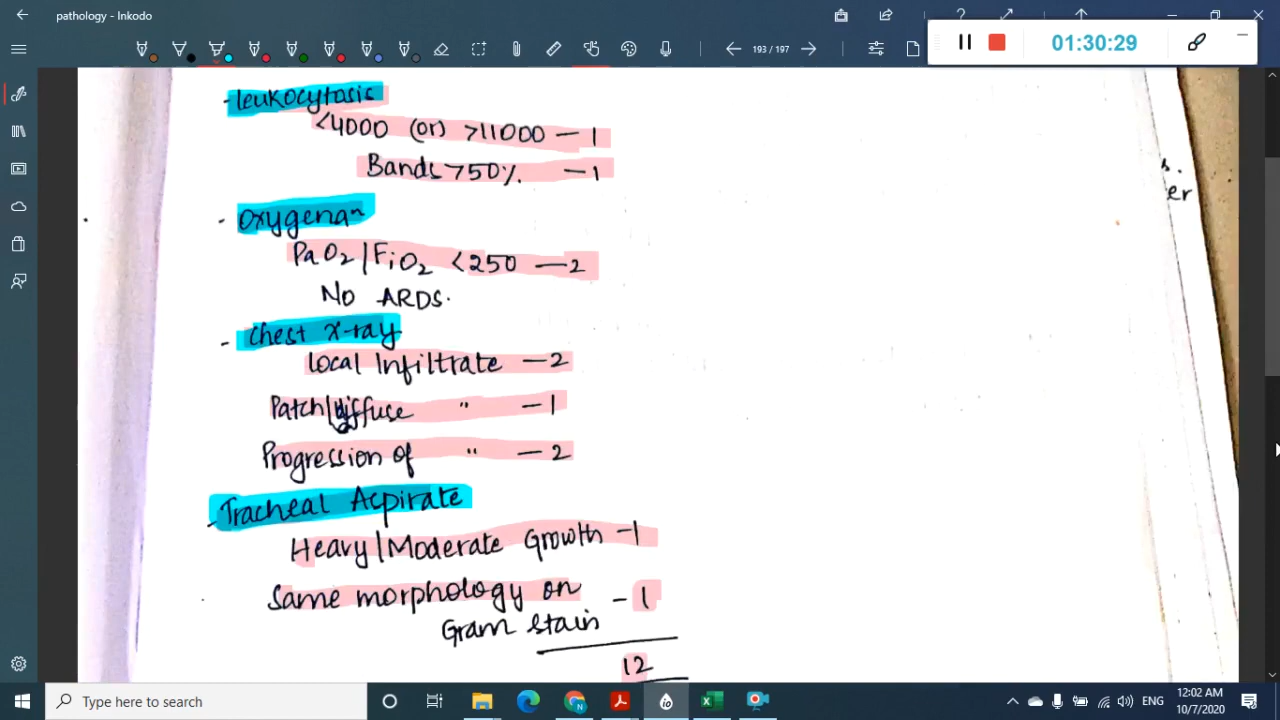 pathology - Inkodo
193 / 197
01:30:29
- Leukocytosis
<4000 (or) >11000 — 1
Bands >50%. — 1
s.
er
- Oxygenan
PaO2 | FiO2 <250 — 2
No ARDS.
- Chest x-ray
Local Infiltrate — 2
Patch|diffuse " — 1
Progression of " — 2
- Tracheal Acpirate
Heavy|Moderate Growth - 1
Same morphology on
Gram stain - 1
12
Type here to search
ENG
12:02 AM
10/7/2020